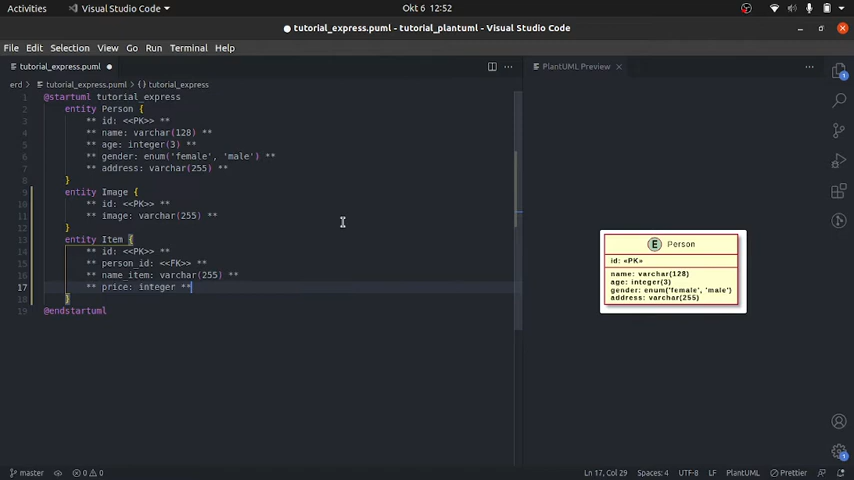 Activities
Visual Studio Code
Okt 6 12:52
tutorial_express.puml - tutorial_plantuml - Visual Studio Code
File Edit Selection View Go Run Terminal Help
tutorial_express.puml
PlantUML Preview
erd > tutorial_express.puml > {} tutorial_express
1 @startuml tutorial_express
2 entity Person {
3 ** id: <<PK>> **
4 ** name: varchar(128) **
5 ** age: integer(3) **
6 ** gender: enum('female', 'male') **
7 ** address: varchar(255) **
8 }
9 entity Image {
10 ** id: <<PK>> **
11 ** image: varchar(255) **
12 }
13 entity Item {
14 ** id: <<PK>> **
15 ** person_id: <<FK>> **
16 ** name_item: varchar(255) **
17 ** price: integer **
18 }
19 @enduml
E Person
id: «PK»
name: varchar(128)
age: integer(3)
gender: enum('female', 'male')
address: varchar(255)
1
1
master
0 0
Ln 17, Col 29 Spaces: 4 UTF-8 LF PlantUML Prettier